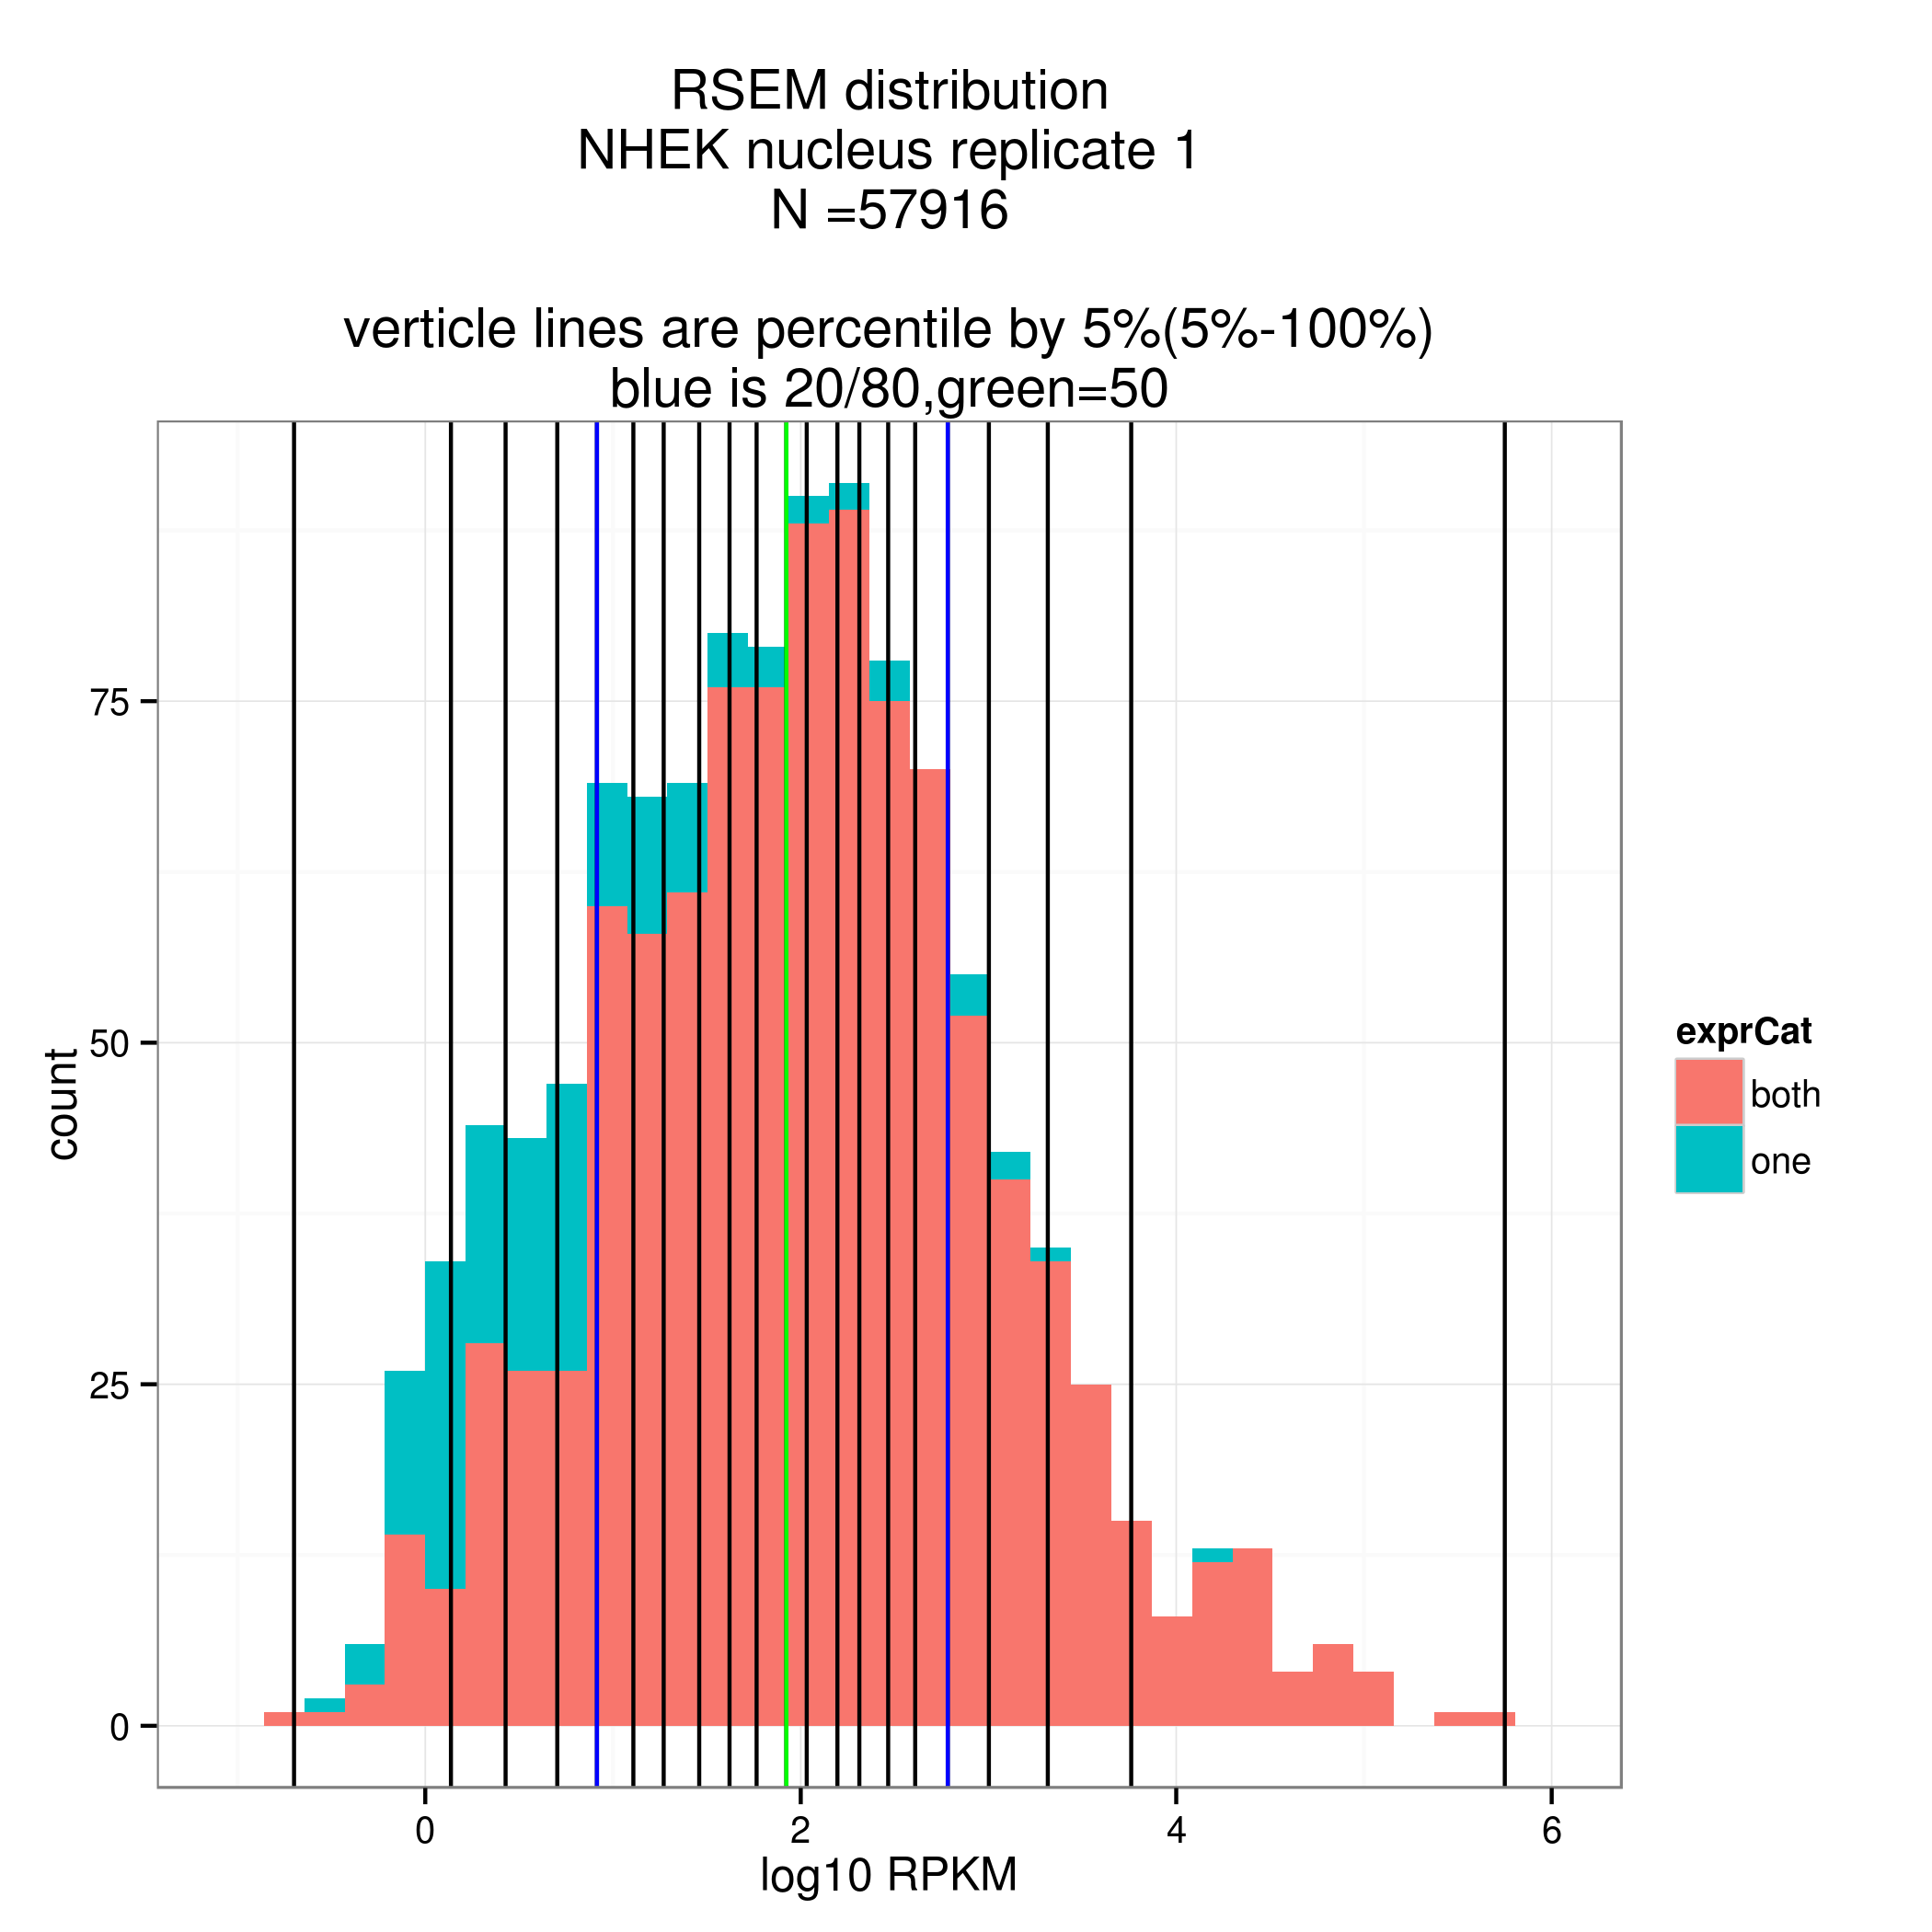 RSEM distribution
NHEK nucleus replicate 1
N =57916
verticle lines are percentile by 5%(5%-100%)
blue is 20/80,green=50
75
50
25
0
count
0 2 4 6
log10 RPKM
exprCat
both
one